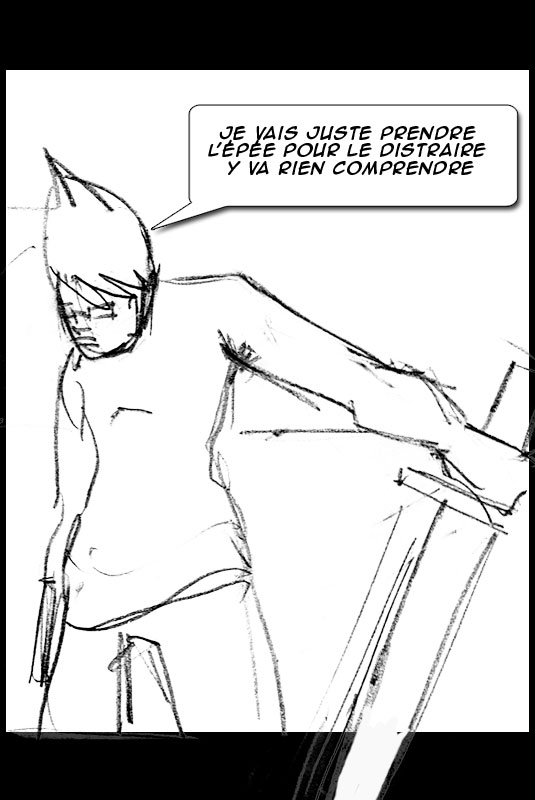 JE VAIS JUSTE PRENDRE
L'ÉPÉE POUR LE DISTRAIRE
Y VA RIEN COMPRENDRE